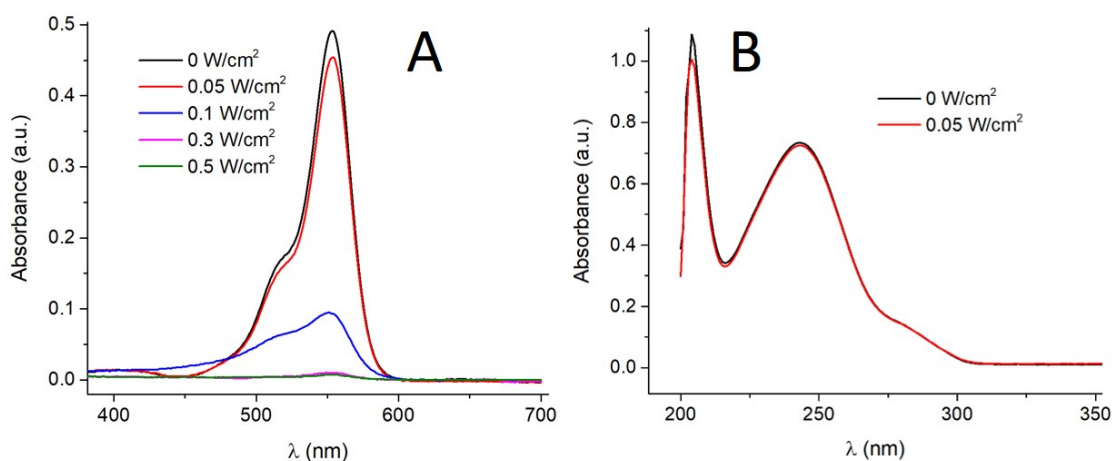 A
0.5
0.4
0.3
0.2
0.1
0.0
Absorbance (a.u.)
0 W/cm²
0.05 W/cm²
0.1 W/cm²
0.3 W/cm²
0.5 W/cm²
400 500 600 700
λ (nm)
B
1.0
0.8
0.6
0.4
0.2
0.0
Absorbance (a.u.)
0 W/cm²
0.05 W/cm²
200 250 300 350
λ (nm)